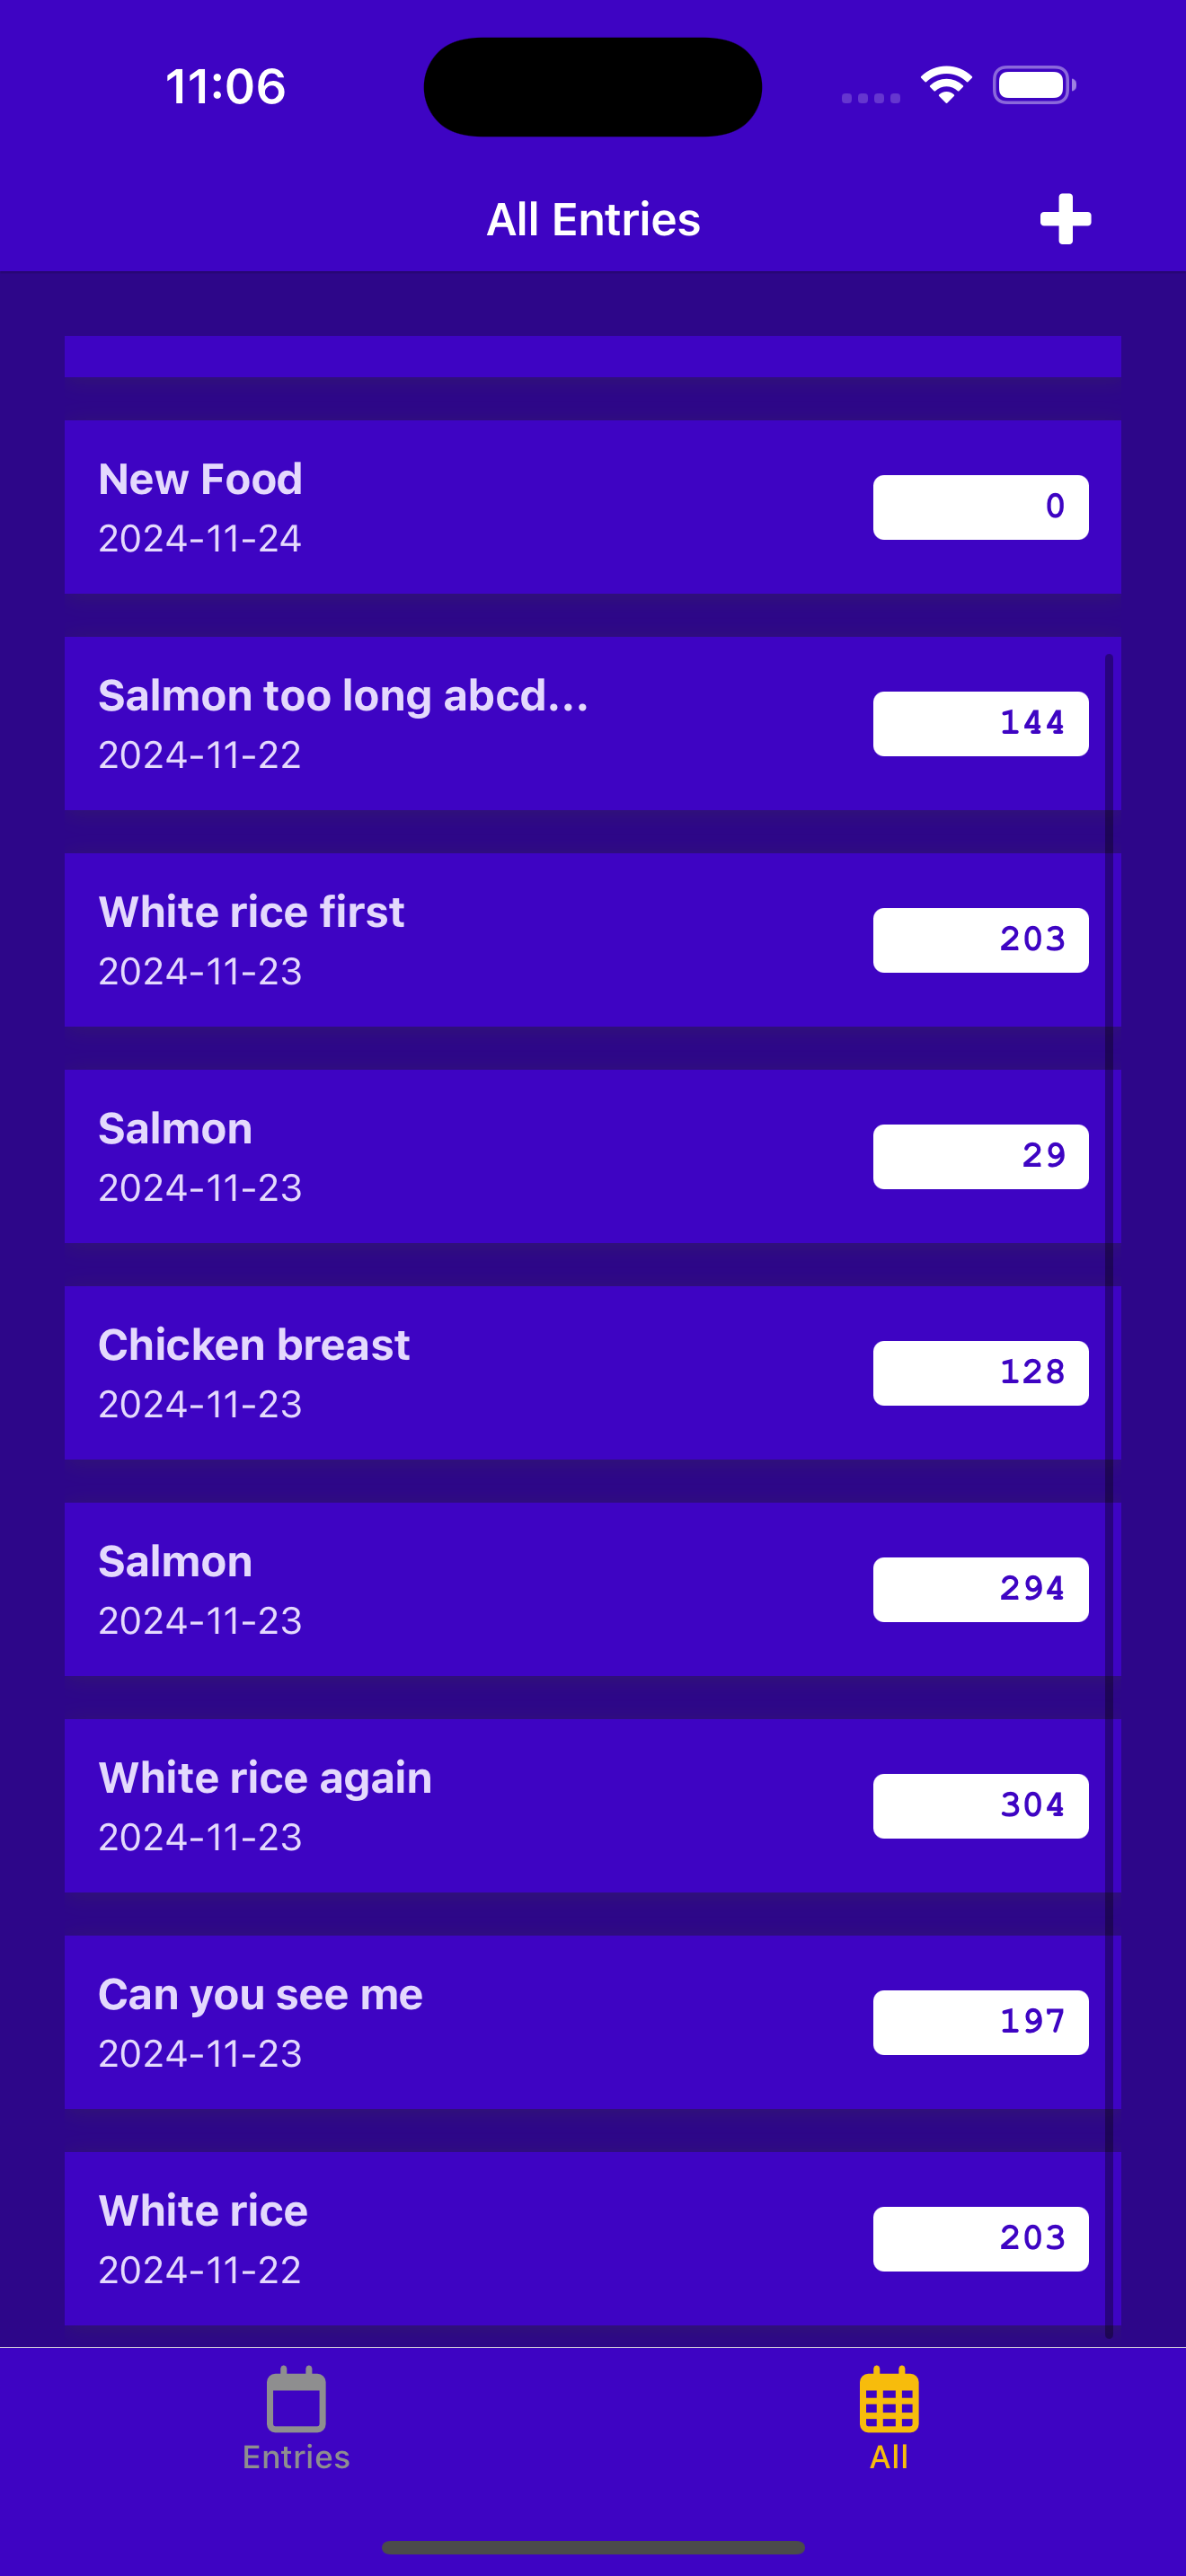 11:06
All Entries
New Food
2024-11-24
0
Salmon too long abcd...
2024-11-22
144
White rice first
2024-11-23
203
Salmon
2024-11-23
29
Chicken breast
2024-11-23
128
Salmon
2024-11-23
294
White rice again
2024-11-23
304
Can you see me
2024-11-23
197
White rice
2024-11-22
203
Entries
All